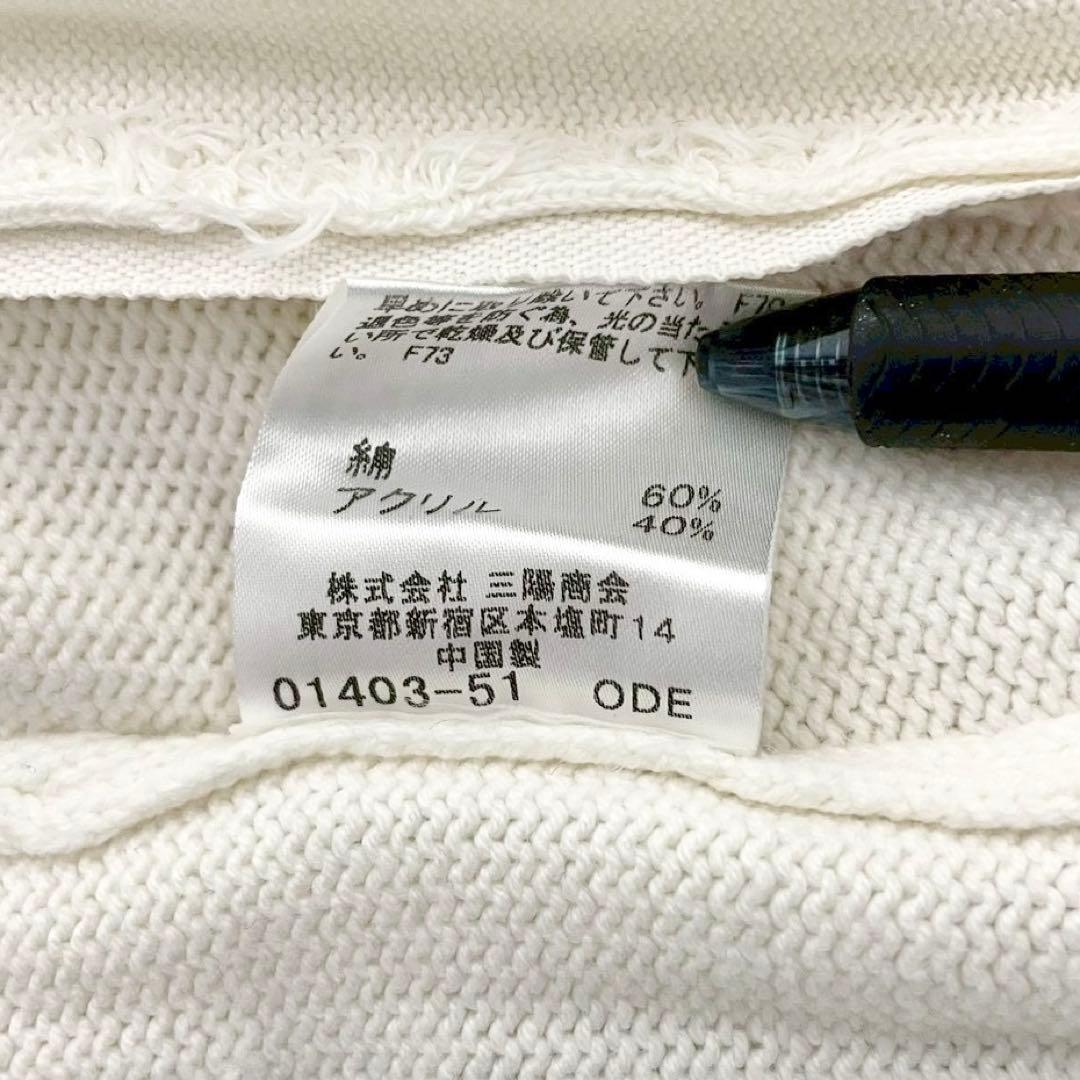 早めに取り除いて下さい。 F70
退色等を防ぐ為、光の当た
い所で乾燥及び保管して下
い。 F73
綿
アクリル 60%
40%
株式会社 三陽商会
東京都新宿区本塩町14
中国製
01403-51 ODE